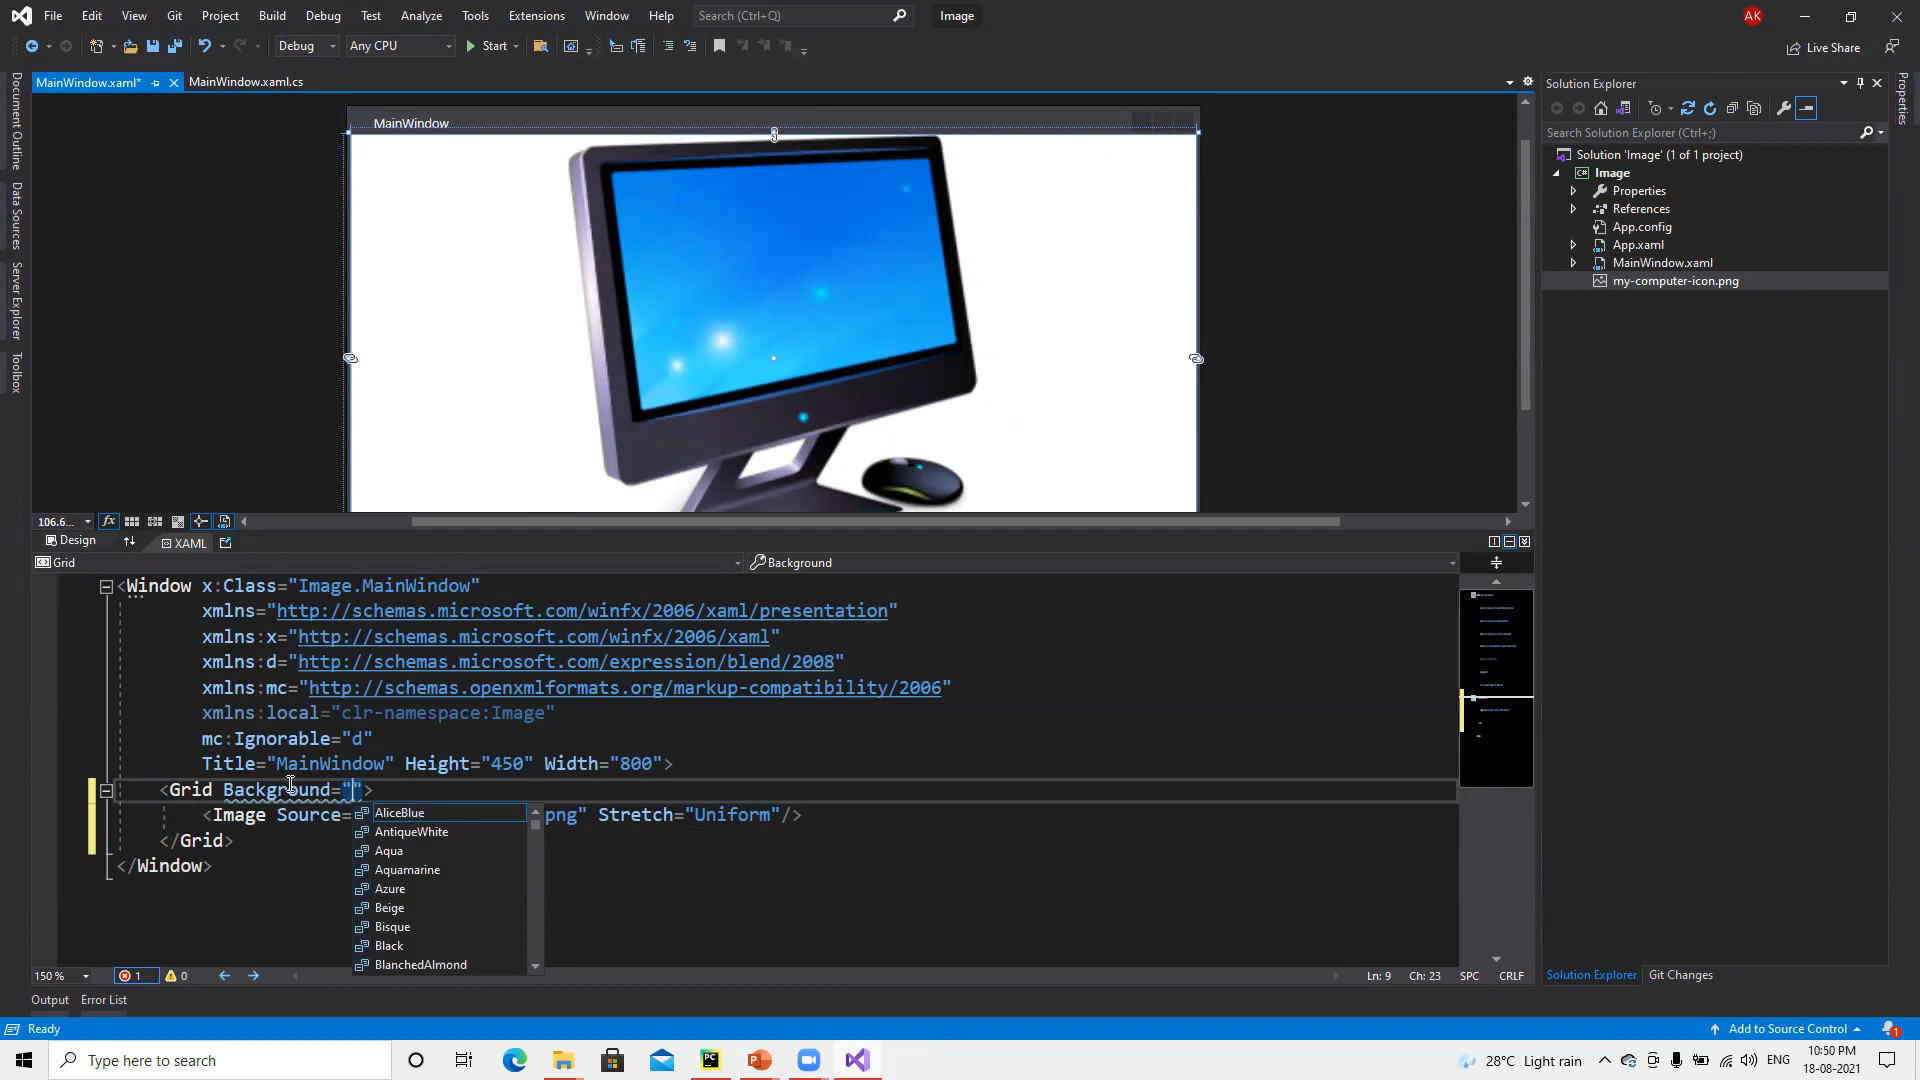 File Edit View Git Project Build Debug Test Analyze Tools Extensions Window Help Search (Ctrl+Q) Image AK
Debug Any CPU Start Live Share
MainWindow.xaml* MainWindow.xaml.cs
Document Outline
Data Sources
Server Explorer
Toolbox
MainWindow
Solution Explorer
Search Solution Explorer (Ctrl+;)
Solution 'Image' (1 of 1 project)
C# Image
Properties
References
App.config
App.xaml
MainWindow.xaml
my-computer-icon.png
Properties
106.6... fx
Design XAML
Grid Background
<Window x:Class="Image.MainWindow"
xmlns="http://schemas.microsoft.com/winfx/2006/xaml/presentation"
xmlns:x="http://schemas.microsoft.com/winfx/2006/xaml"
xmlns:d="http://schemas.microsoft.com/expression/blend/2008"
xmlns:mc="http://schemas.openxmlformats.org/markup-compatibility/2006"
xmlns:local="clr-namespace:Image"
mc:Ignorable="d"
Title="MainWindow" Height="450" Width="800">
<Grid Background="">
<Image Source= png" Stretch="Uniform"/>
</Grid>
</Window>
AliceBlue
AntiqueWhite
Aqua
Aquamarine
Azure
Beige
Bisque
Black
BlanchedAlmond
150 % 1 0 Ln: 9 Ch: 23 SPC CRLF
Solution Explorer Git Changes
Output Error List
Ready Add to Source Control 1
Type here to search PC P 28°C Light rain ENG 10:50 PM
18-08-2021